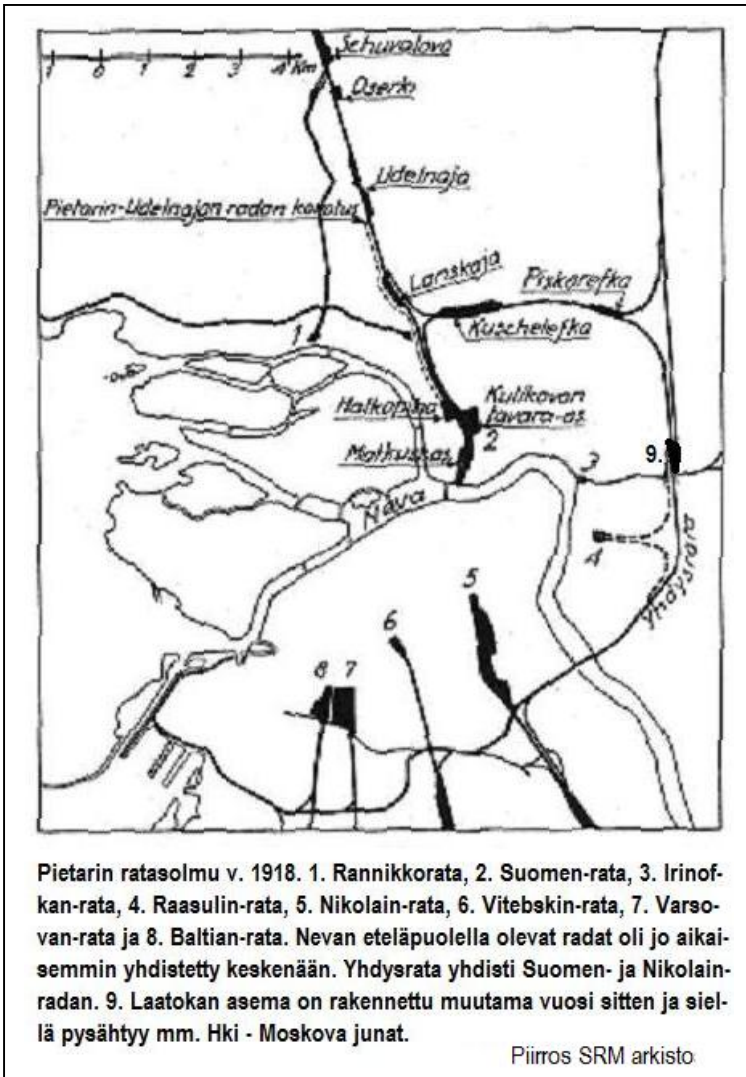 1 0 1 2 3 4 Km
Schuvalova
Oserki
Udelnaja
Pietarin-Udelnajan radan korotus
Lanskaja
Piskorefka
Kuschelefka
1
Halkopiha
Kulikovan
tavara-as
2
Matkustas
3
9.
Neva
4
Yhdysrata
5
6
8 7
Pietarin ratasolmu v. 1918. 1. Rannikkorata, 2. Suomen-rata, 3. Irinof-
kan-rata, 4. Raasulin-rata, 5. Nikolain-rata, 6. Vitebskin-rata, 7. Varso-
van-rata ja 8. Baltian-rata. Nevan eteläpuolella olevat radat oli jo aikai-
semmin yhdistetty keskenään. Yhdysrata yhdisti Suomen- ja Nikolain-
radan. 9. Laatokan asema on rakennettu muutama vuosi sitten ja siel-
lä pysähtyy mm. Hki - Moskova junat.
Piirros SRM arkisto